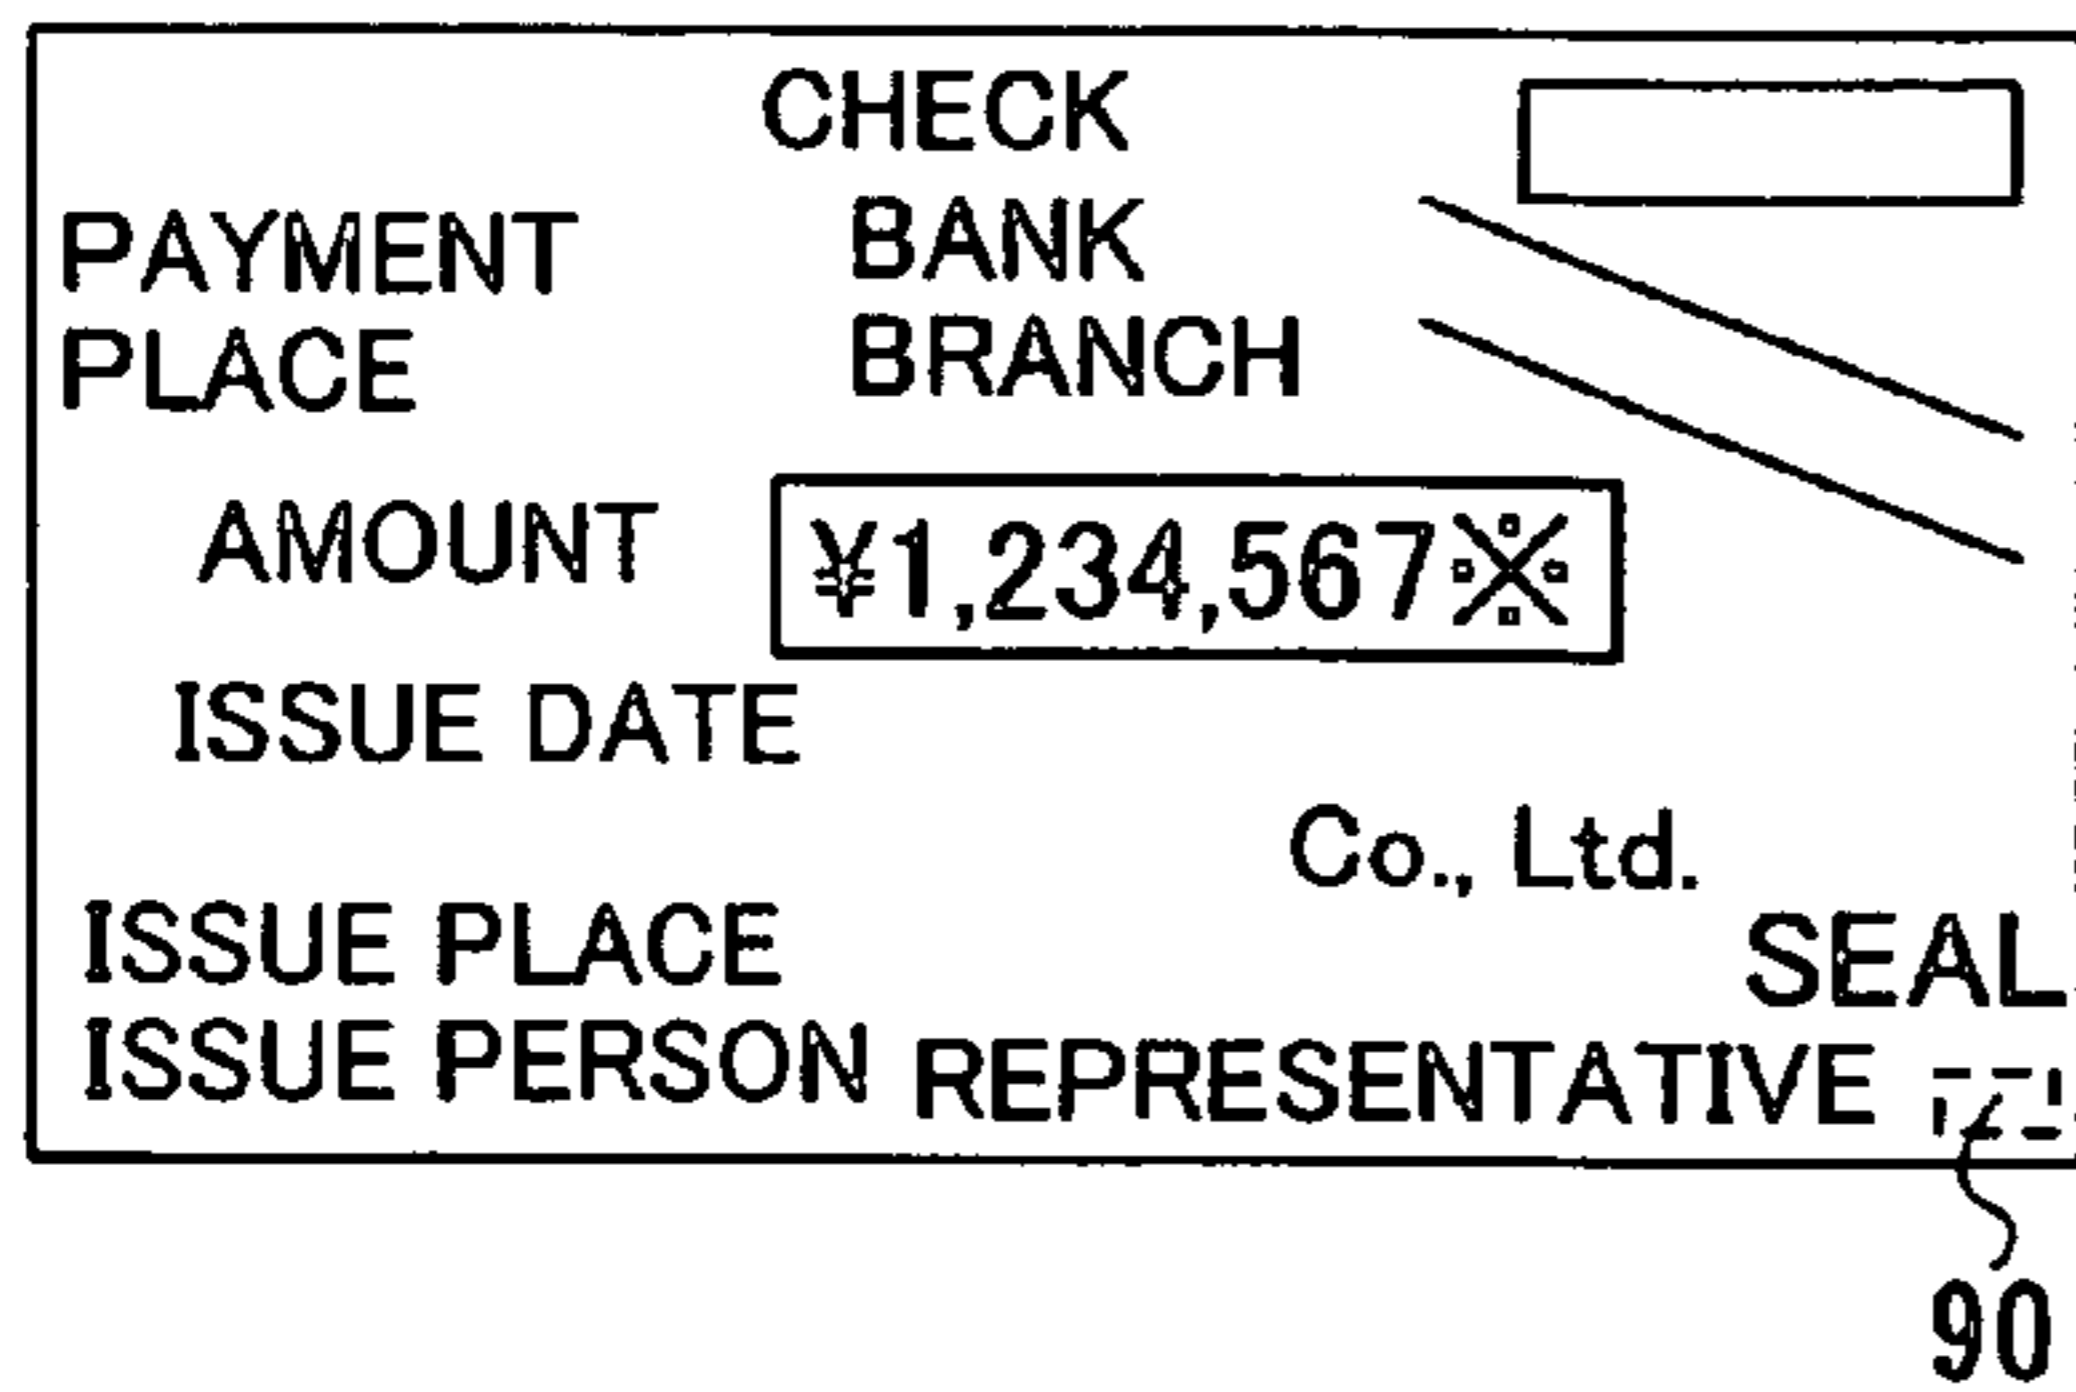 CHECK
PAYMENT BANK
PLACE BRANCH
AMOUNT ¥1,234,567※
ISSUE DATE
Co., Ltd.
ISSUE PLACE SEAL
ISSUE PERSON REPRESENTATIVE
90